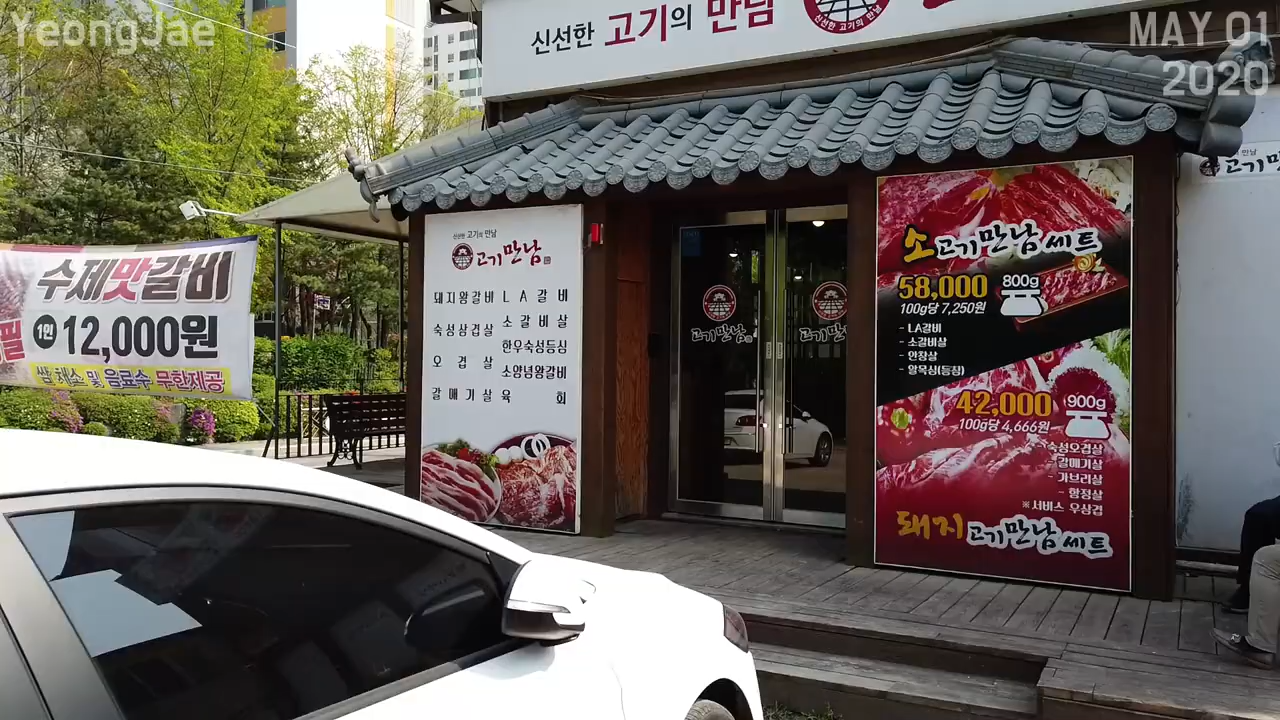 YeongJae
MAY 01
2020
신선한 고기의 만남
신선한 고기의 만남
수제맛갈비
1인 12,000원
쌈 채소 및 음료수 무한제공
신선한 고기의 만남
고기만남
돼지왕갈비 LA갈비
숙성삼겹살 소갈비살
한우숙성등심
오겹살 소양념왕갈비
갈매기살 육회
고기만남
고기만남
소고기만남세트
58,000 800g
100g당 7,250원
- LA갈비
- 소갈비살
- 안창살
- 알목심(등심)
42,000 900g
100g당 4,666원
숙성오겹살
- 갈매기살
- 가브리살
- 항정살
※서비스 우삼겹
돼지고기만남세트